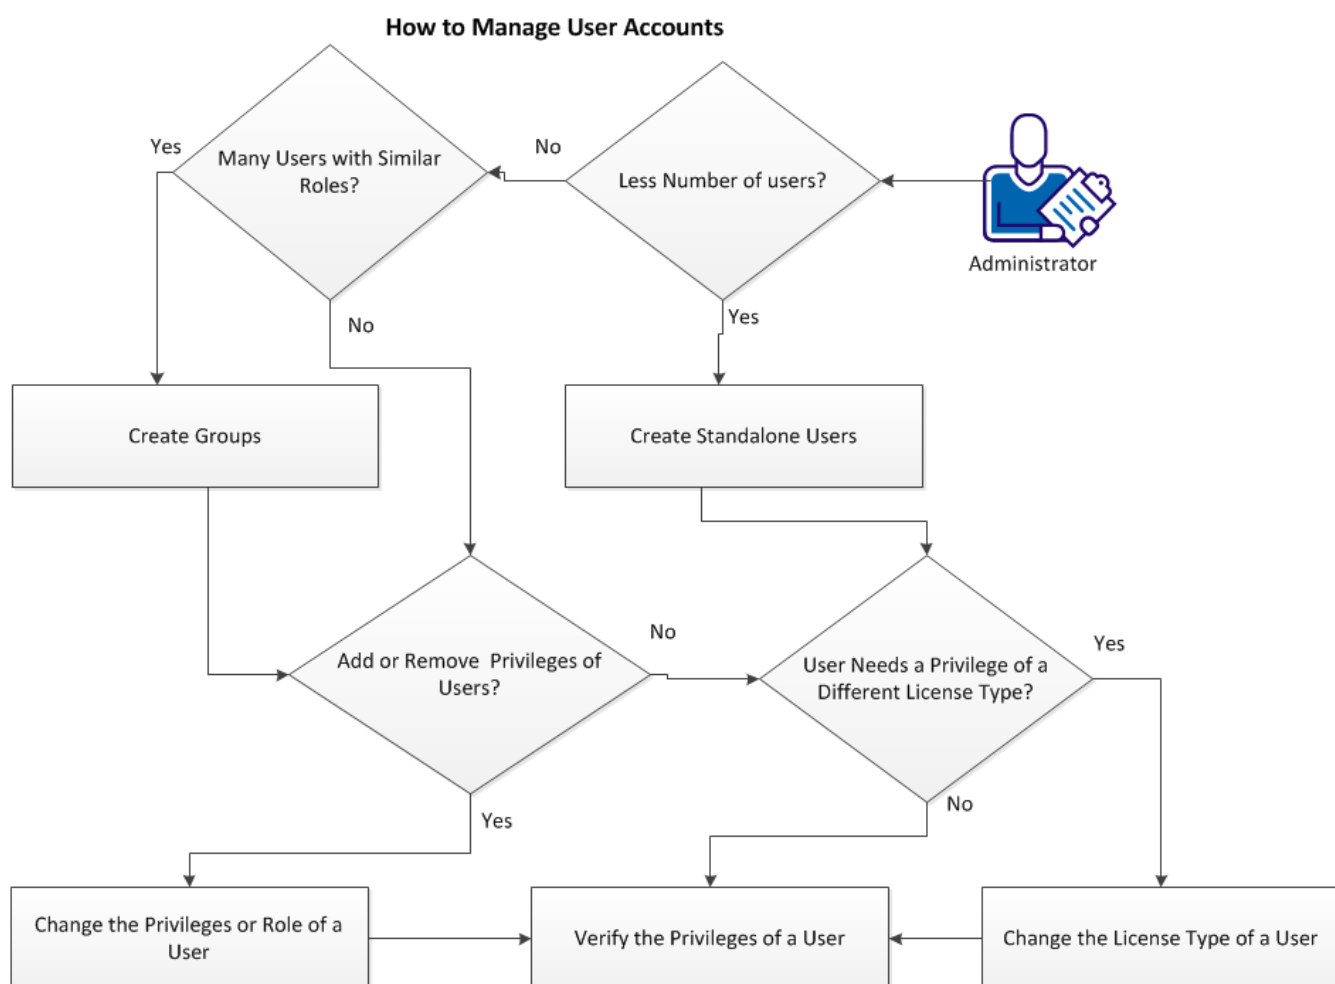 How to Manage User Accounts
Yes
Many Users with Similar
Roles?
No
Less Number of users?
Administrator
No
Yes
Create Groups
Create Standalone Users
Add or Remove  Privileges of
Users?
No
User Needs a Privilege of a
Different License Type?
Yes
Yes
No
Change the Privileges or Role of a
User
Verify the Privileges of a User
Change the License Type of a User